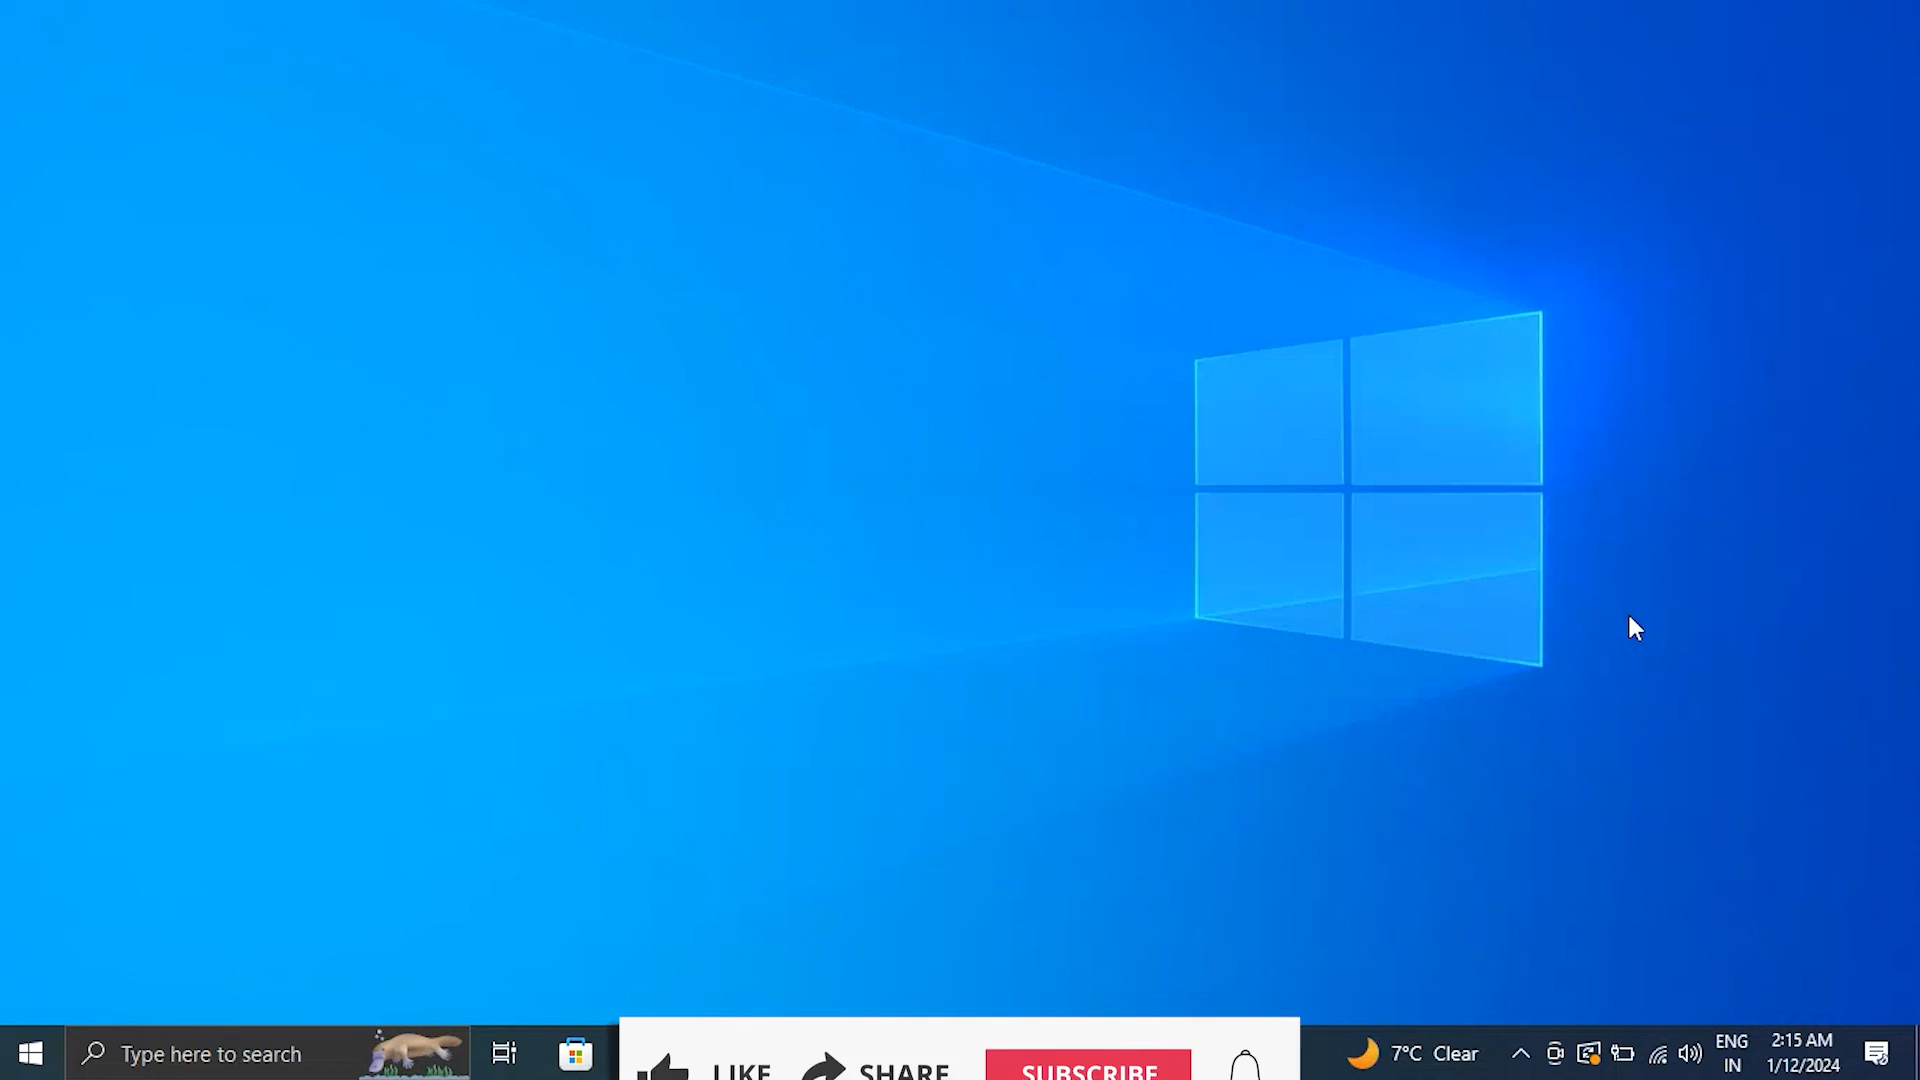 Type here to search
LIKE SHARE SUBSCRIBE
7°C Clear
ENG
IN
2:15 AM
1/12/2024